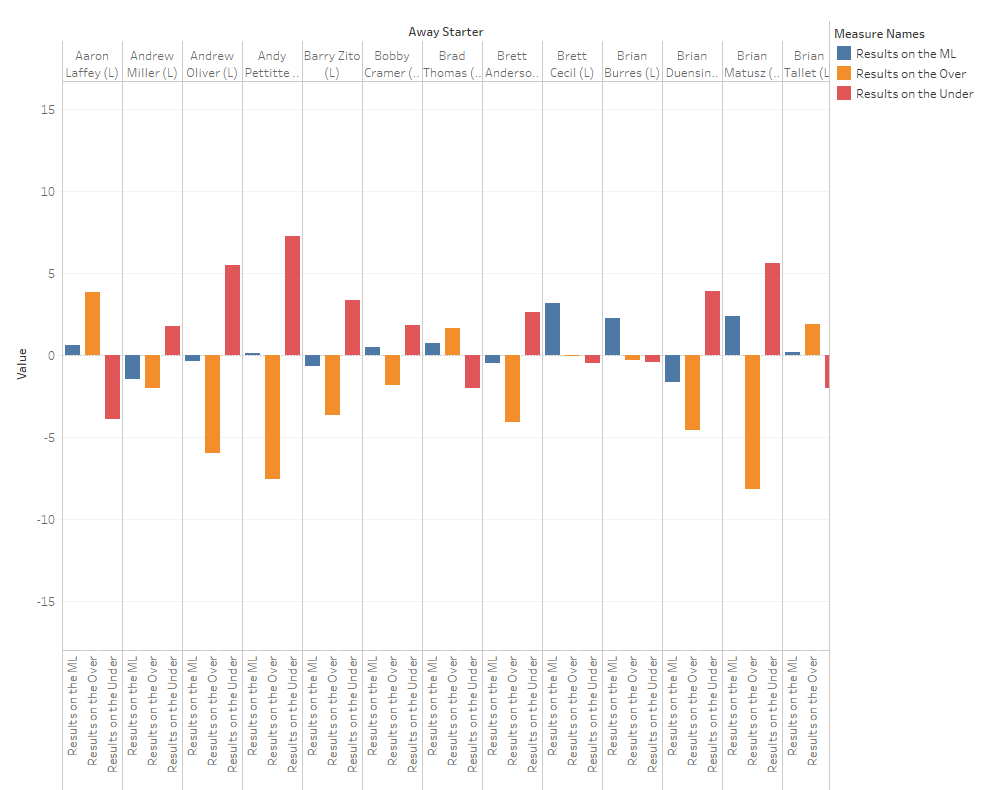 Away Starter
Aaron
Laffey (L)
Andrew
Miller (L)
Andrew
Oliver (L)
Andy
Pettitte ..
Barry Zito
(L)
Bobby
Cramer (..
Brad
Thomas (..
Brett
Anderso..
Brett
Cecil (L)
Brian
Burres (L)
Brian
Duensin..
Brian
Matusz (..
Brian
Tallet (L
Measure Names
Results on the ML
Results on the Over
Results on the Under
15
10
5
0
-5
-10
-15
Value
Results on the ML
Results on the Over
Results on the Under
Results on the ML
Results on the Over
Results on the Under
Results on the ML
Results on the Over
Results on the Under
Results on the ML
Results on the Over
Results on the Under
Results on the ML
Results on the Over
Results on the Under
Results on the ML
Results on the Over
Results on the Under
Results on the ML
Results on the Over
Results on the Under
Results on the ML
Results on the Over
Results on the Under
Results on the ML
Results on the Over
Results on the Under
Results on the ML
Results on the Over
Results on the Under
Results on the ML
Results on the Over
Results on the Under
Results on the ML
Results on the Over
Results on the Under
Results on the ML
Results on the Over